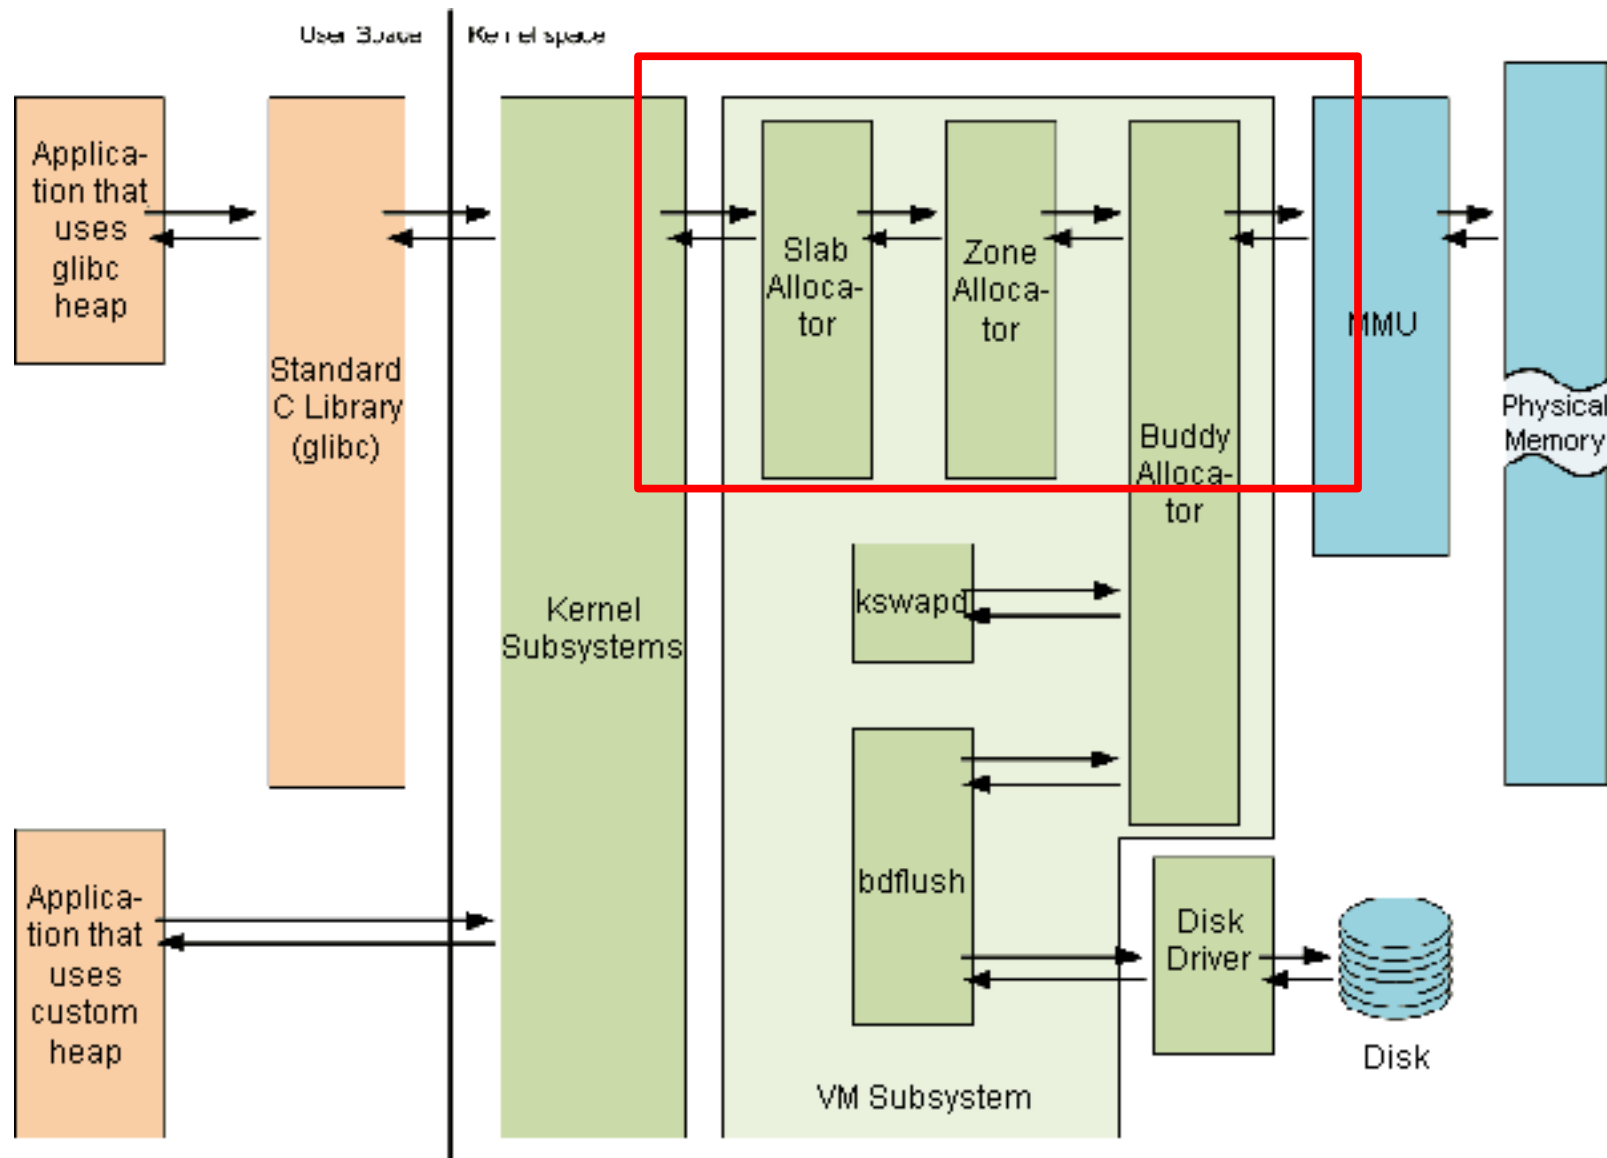 User Space
Kernel space
Applica-
tion that
uses
glibc
heap
Standard
C Library
(glibc)
Kernel
Subsystems
Slab
Alloca-
tor
Zone
Alloca-
tor
Buddy
Alloca-
tor
MMU
Physical
Memory
kswapd
bdflush
Applica-
tion that
uses
custom
heap
Disk
Driver
Disk
VM Subsystem